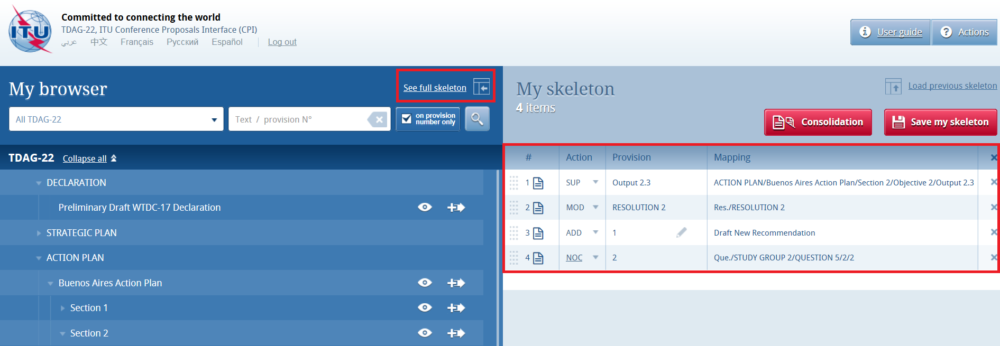 ITU
Committed to connecting the world
TDAG-22, ITU Conference Proposals Interface (CPI)
عربي 中文 Français Русский Español Log out
User guide
Actions
My browser
See full skeleton
All TDAG-22
Text / provision N°
on provision
number only
TDAG-22 Collapse all
DECLARATION
Preliminary Draft WTDC-17 Declaration
STRATEGIC PLAN
ACTION PLAN
Buenos Aires Action Plan
Section 1
Section 2
My skeleton
4 items
Load previous skeleton
Consolidation
Save my skeleton
# Action Provision Mapping
1 SUP Output 2.3 ACTION PLAN/Buenos Aires Action Plan/Section 2/Objective 2/Output 2.3
2 MOD RESOLUTION 2 Res./RESOLUTION 2
3 ADD 1 Draft New Recommendation
4 NOC 2 Que./STUDY GROUP 2/QUESTION 5/2/2